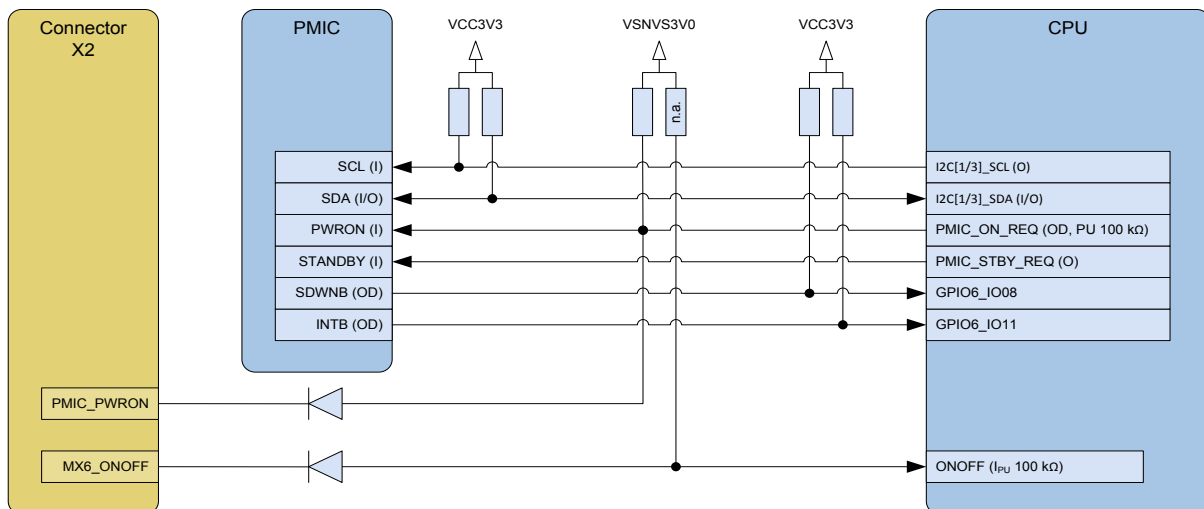 Connector
X2
PMIC
VCC3V3
VSNVS3V0
VCC3V3
CPU
n.a.
SCL (I)
I2C[1/3]_SCL (O)
SDA (I/O)
I2C[1/3]_SDA (I/O)
PWRON (I)
PMIC_ON_REQ (OD, PU 100 kΩ)
STANDBY (I)
PMIC_STBY_REQ (O)
SDWNB (OD)
GPIO6_IO08
INTB (OD)
GPIO6_IO11
PMIC_PWRON
MX6_ONOFF
ONOFF (IPU 100 kΩ)